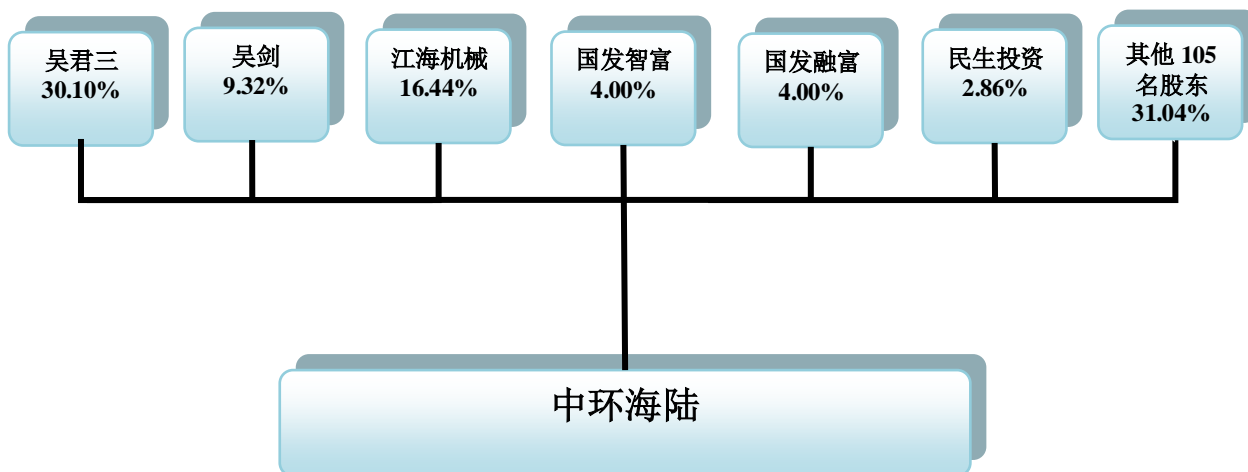 吴君三
30.10%
吴剑
9.32%
江海机械
16.44%
国发智富
4.00%
国发融富
4.00%
民生投资
2.86%
其他 105
名股东
31.04%
中环海陆